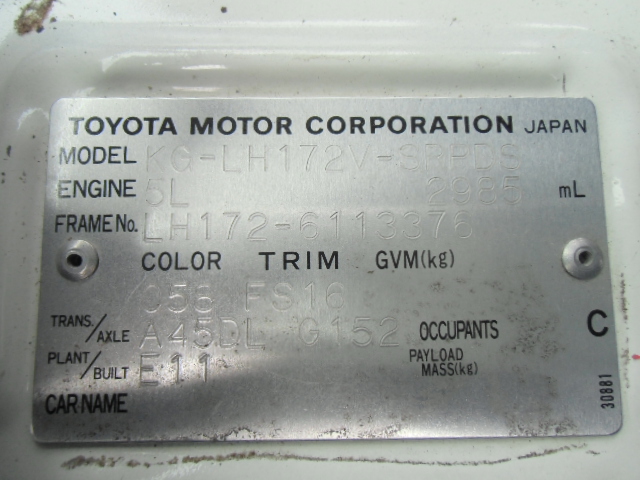 TOYOTA MOTOR CORPORATION JAPAN
MODEL KG-LH172V-SRPDS
ENGINE 5L 2985 mL
FRAME No. LH172-6113376
COLOR TRIM GVM(kg)
058 FS16
TRANS./AXLE A45DL G152 OCCUPANTS C
PLANT/BUILT E11 PAYLOAD MASS(kg)
CAR NAME
30881